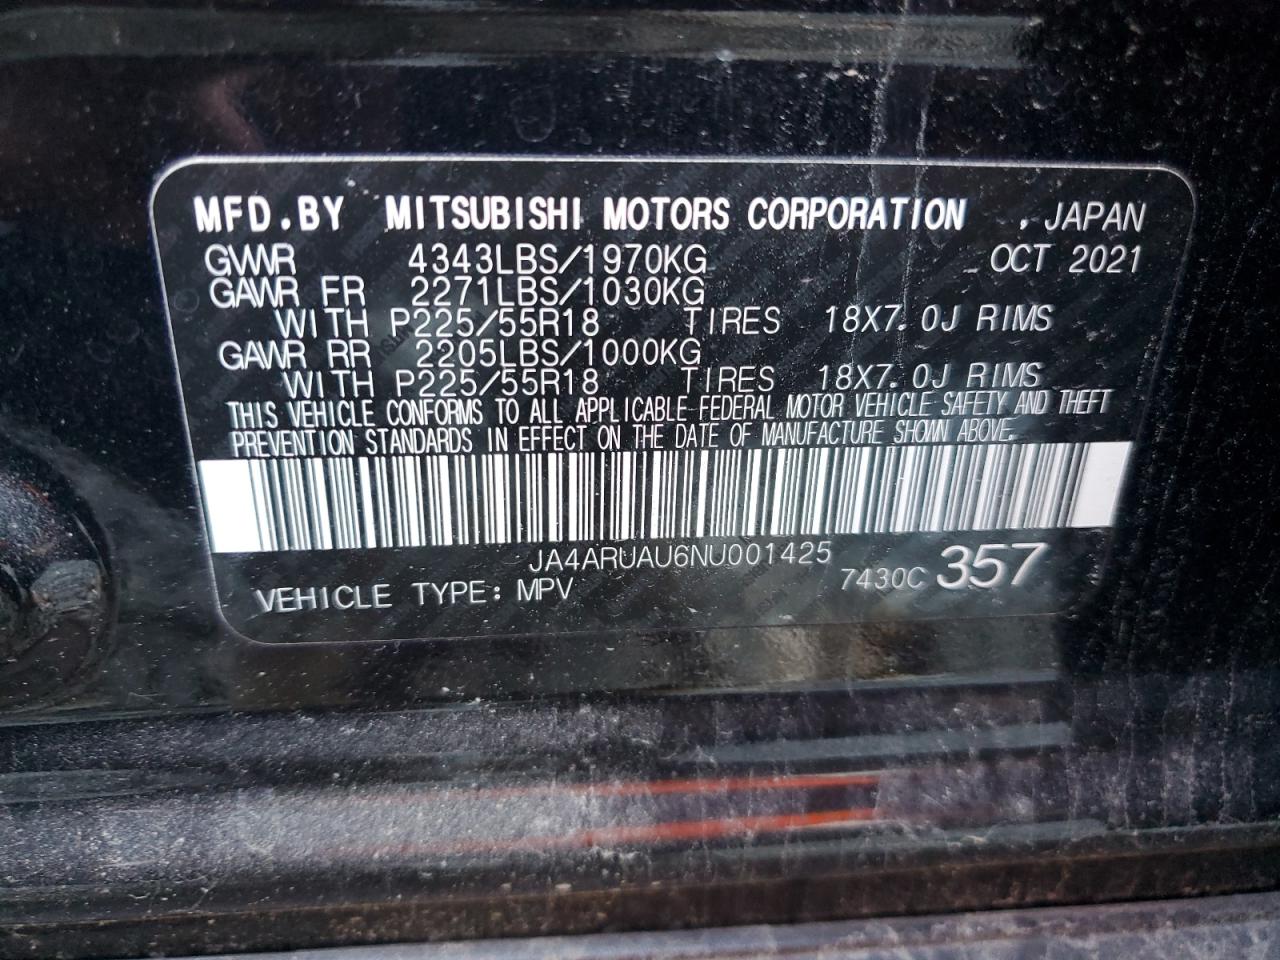 MFD.BY MITSUBISHI MOTORS CORPORATION . JAPAN
GVWR 4343LBS/1970KG OCT 2021
GAWR FR 2271LBS/1030KG
WITH P225/55R18 TIRES 18X7.0J RIMS
GAWR RR 2205LBS/1000KG
WITH P225/55R18 TIRES 18X7.0J RIMS
THIS VEHICLE CONFORMS TO ALL APPLICABLE FEDERAL MOTOR VEHICLE SAFETY AND THEFT
PREVENTION STANDARDS IN EFFECT ON THE DATE OF MANUFACTURE SHOWN ABOVE.
JA4ARUAU6NU001425
VEHICLE TYPE: MPV 7430C 357